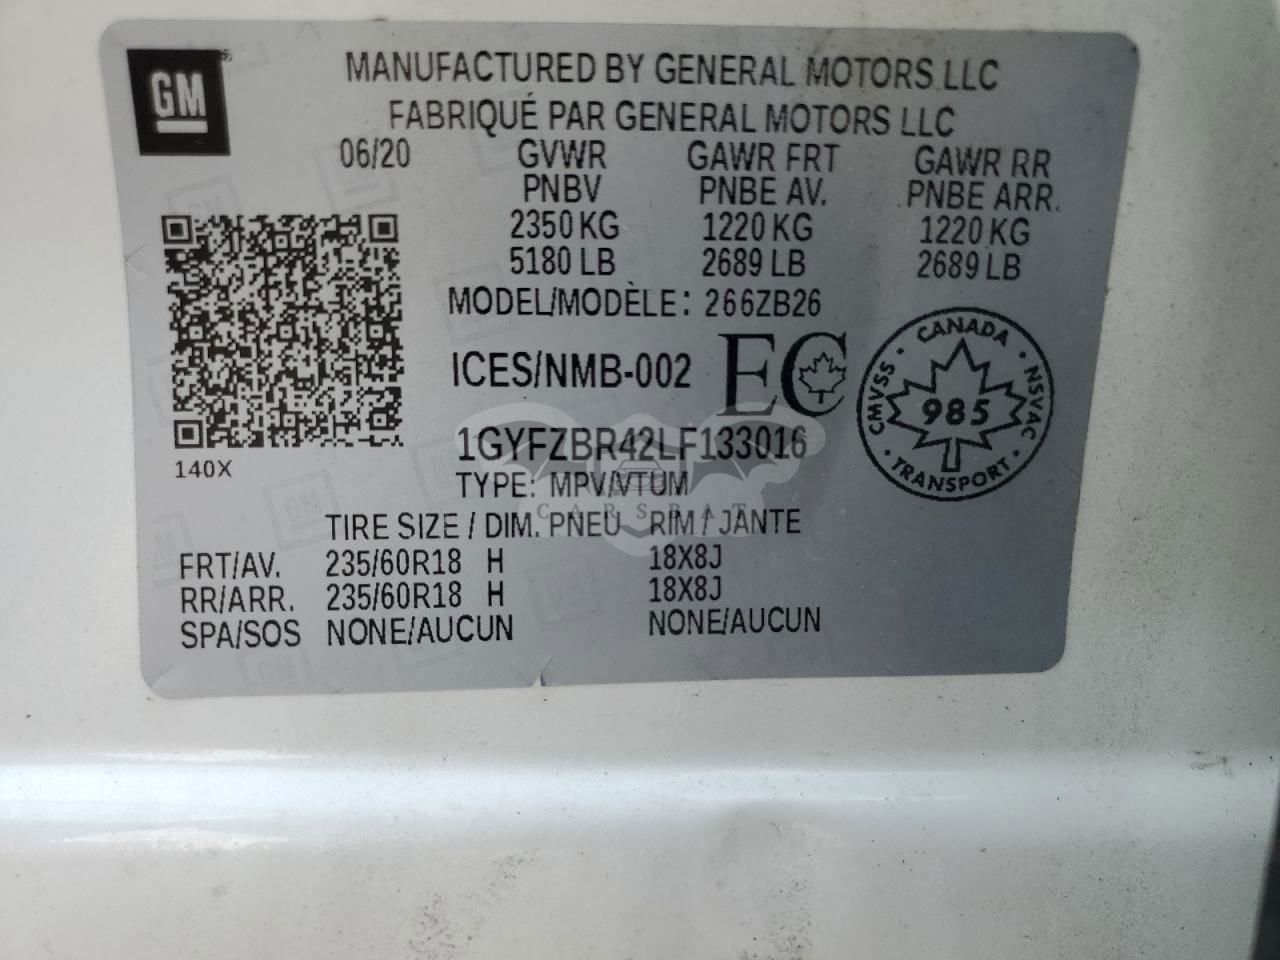 GM
MANUFACTURED BY GENERAL MOTORS LLC
FABRIQUÉ PAR GENERAL MOTORS LLC
06/20 GVWR GAWR FRT GAWR RR
PNBV PNBE AV. PNBE ARR.
2350 KG 1220 KG 1220 KG
5180 LB 2689 LB 2689 LB
MODEL/MODÈLE: 266ZB26
ICES/NMB-002 EC
CANADA
CMVSS 985 NSVAC
TRANSPORT
1GYFZBR42LF133016
140X
TYPE: MPV/VTUM
CARSBAT
TIRE SIZE / DIM. PNEU RIM / JANTE
FRT/AV. 235/60R18 H 18X8J
RR/ARR. 235/60R18 H 18X8J
SPA/SOS NONE/AUCUN NONE/AUCUN